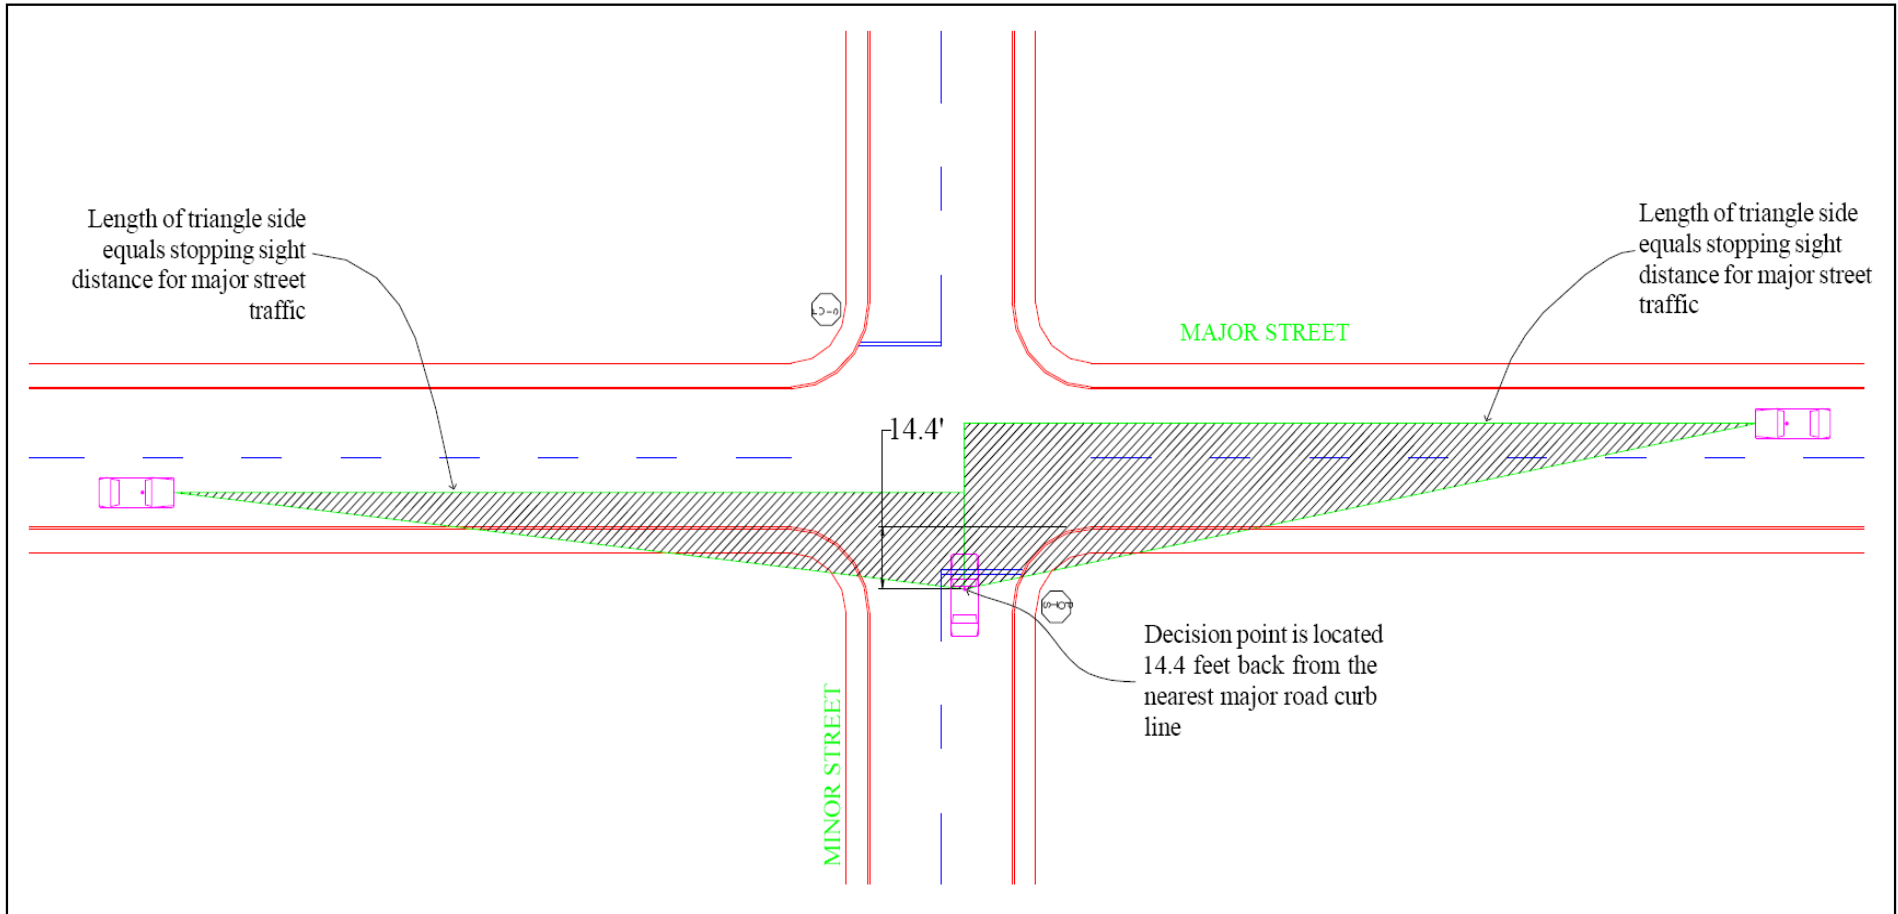 Length of triangle side
equals stopping sight
distance for major street
traffic
Length of triangle side
equals stopping sight
distance for major street
traffic
MAJOR STREET
14.4'
Decision point is located
14.4 feet back from the
nearest major road curb
line
MINOR STREET